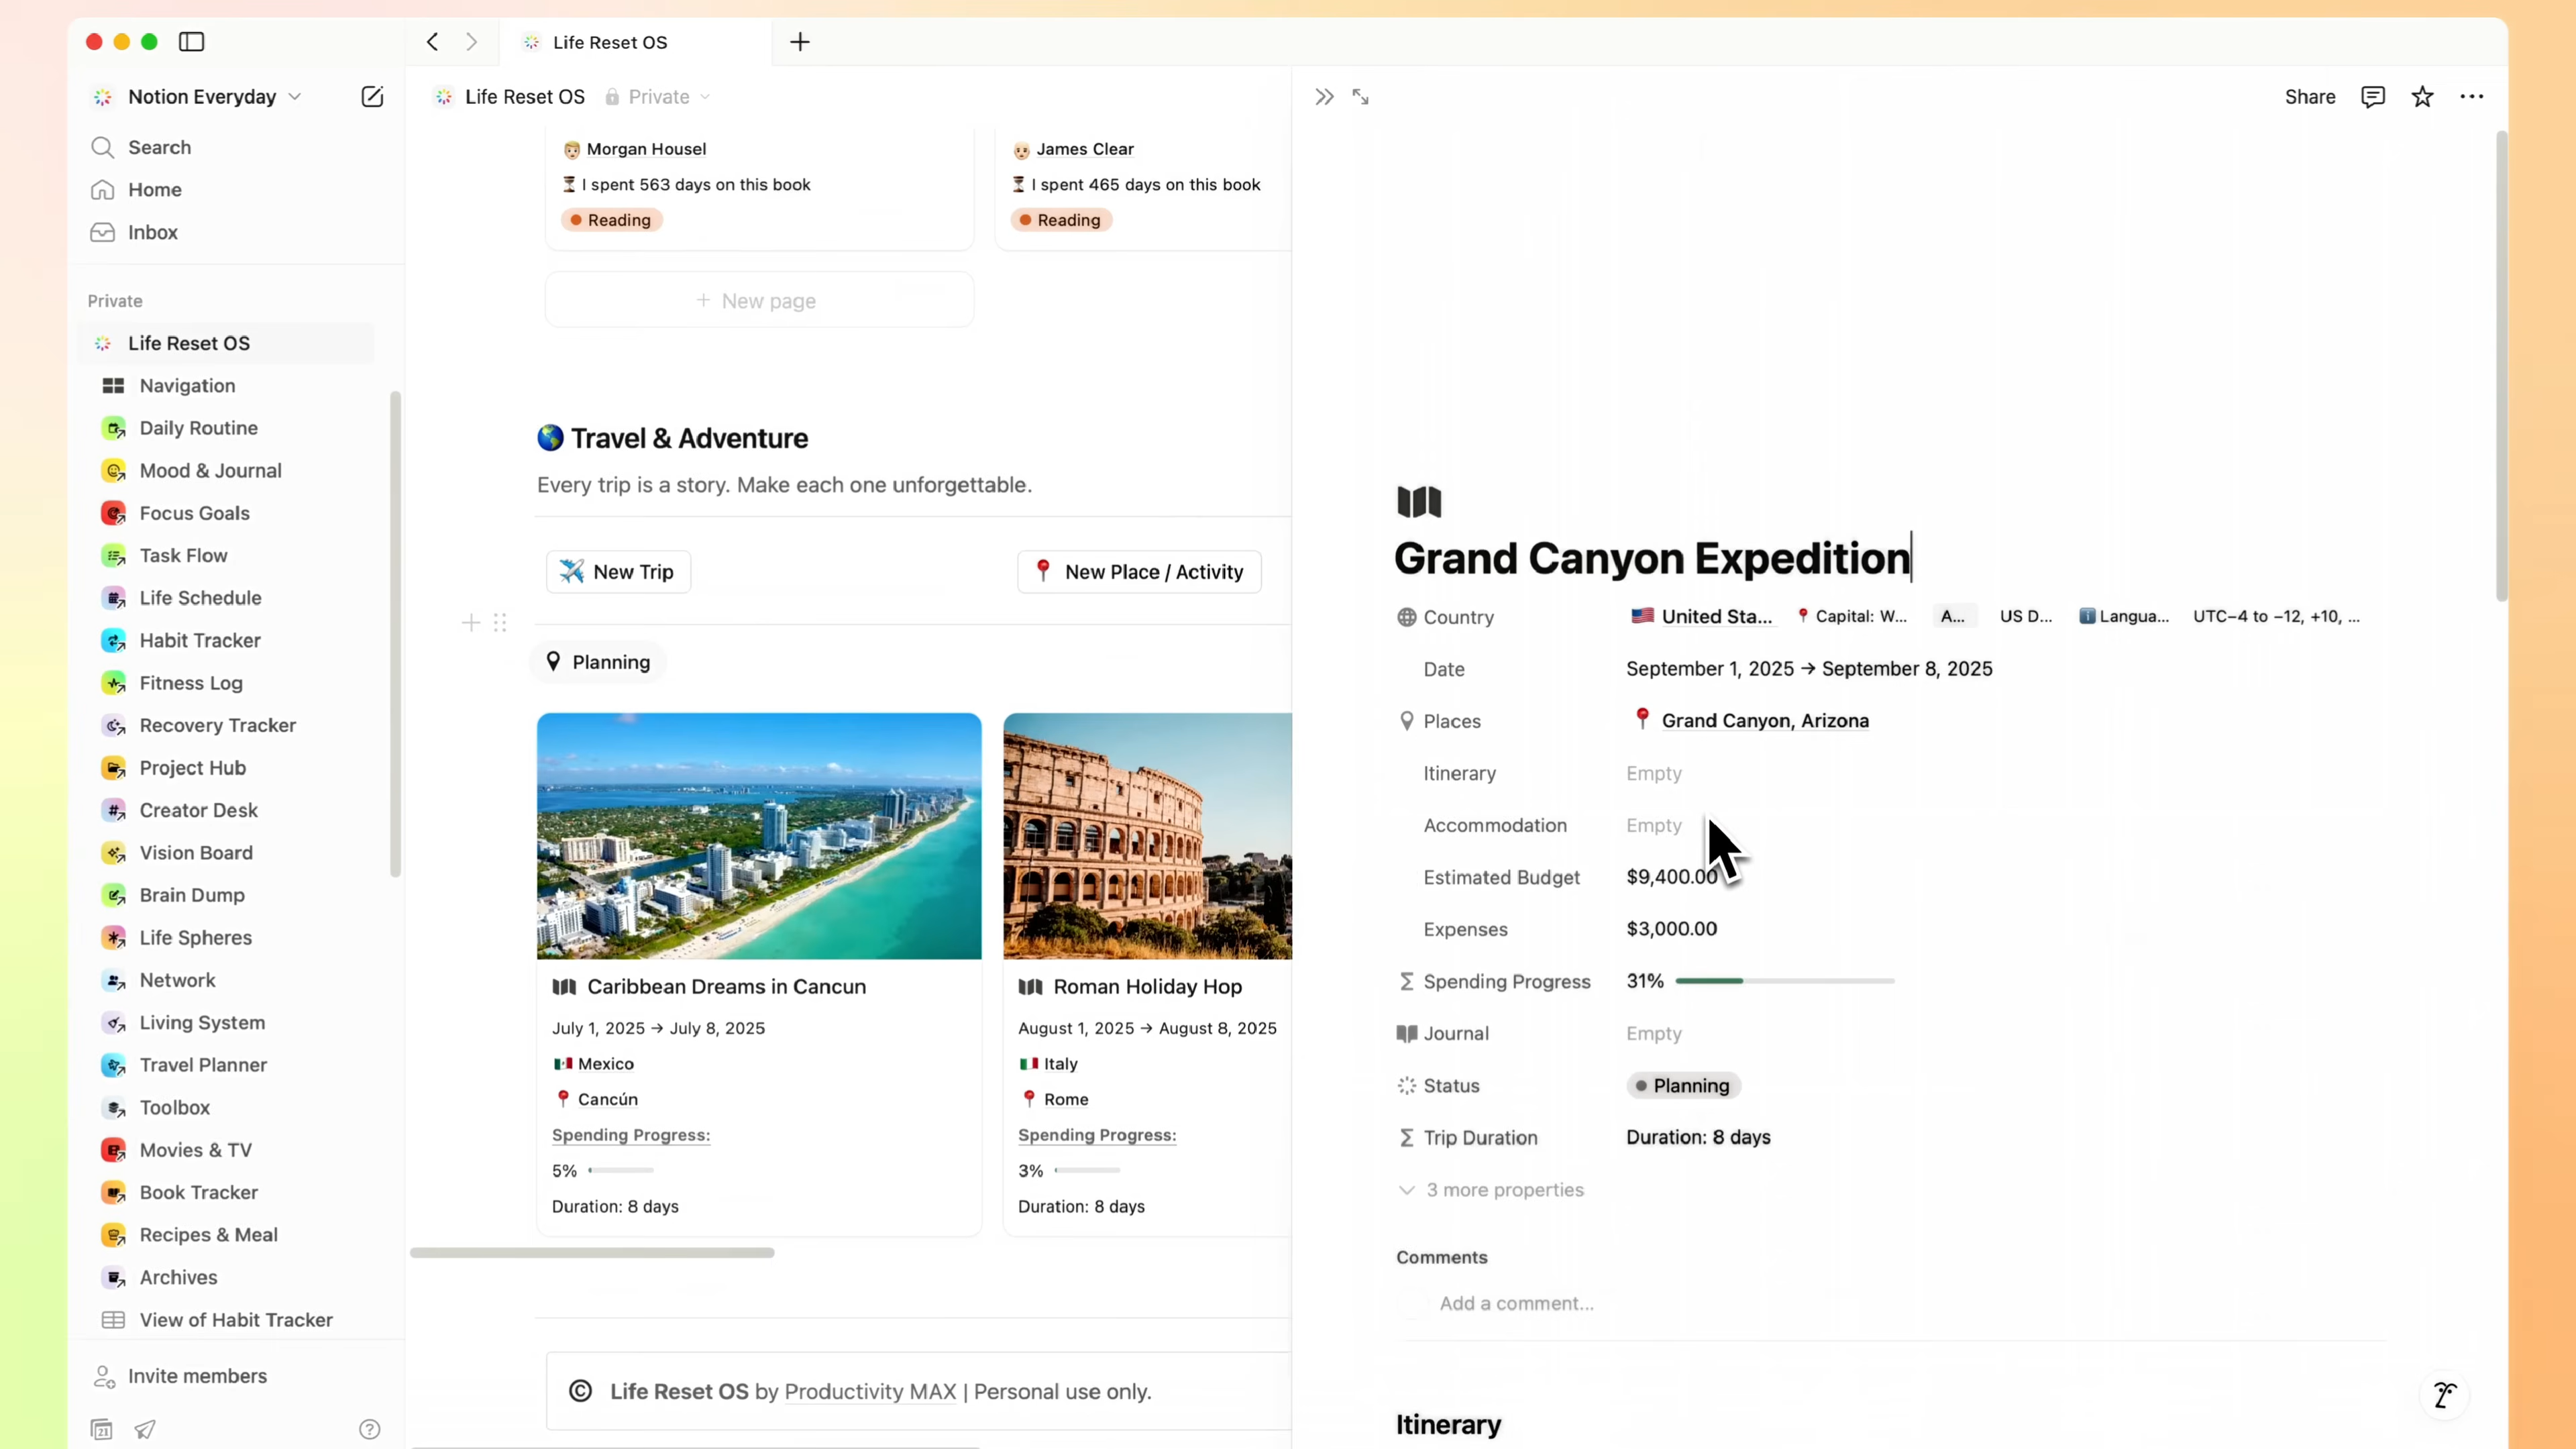 Life Reset OS
Notion Everyday
Search
Home
Inbox
Private
Life Reset OS
Navigation
Daily Routine
Mood & Journal
Focus Goals
Task Flow
Life Schedule
Habit Tracker
Fitness Log
Recovery Tracker
Project Hub
Creator Desk
Vision Board
Brain Dump
Life Spheres
Network
Living System
Travel Planner
Toolbox
Movies & TV
Book Tracker
Recipes & Meal
Archives
View of Habit Tracker
Invite members
21
Life Reset OS Private
Morgan Housel
I spent 563 days on this book
Reading
James Clear
I spent 465 days on this book
Reading
New page
Travel & Adventure
Every trip is a story. Make each one unforgettable.
New Trip
New Place / Activity
Planning
Caribbean Dreams in Cancun
July 1, 2025 → July 8, 2025
Mexico
Cancún
Spending Progress:
5%
Duration: 8 days
Roman Holiday Hop
August 1, 2025 → August 8, 2025
Italy
Rome
Spending Progress:
3%
Duration: 8 days
© Life Reset OS by Productivity MAX | Personal use only.
Share
Grand Canyon Expedition
Country United Sta... Capital: W... A... US D... Langua... UTC−4 to −12, +10, ...
Date September 1, 2025 → September 8, 2025
Places Grand Canyon, Arizona
Itinerary Empty
Accommodation Empty
Estimated Budget $9,400.00
Expenses $3,000.00
Spending Progress 31%
Journal Empty
Status Planning
Trip Duration Duration: 8 days
3 more properties
Comments
Add a comment...
Itinerary